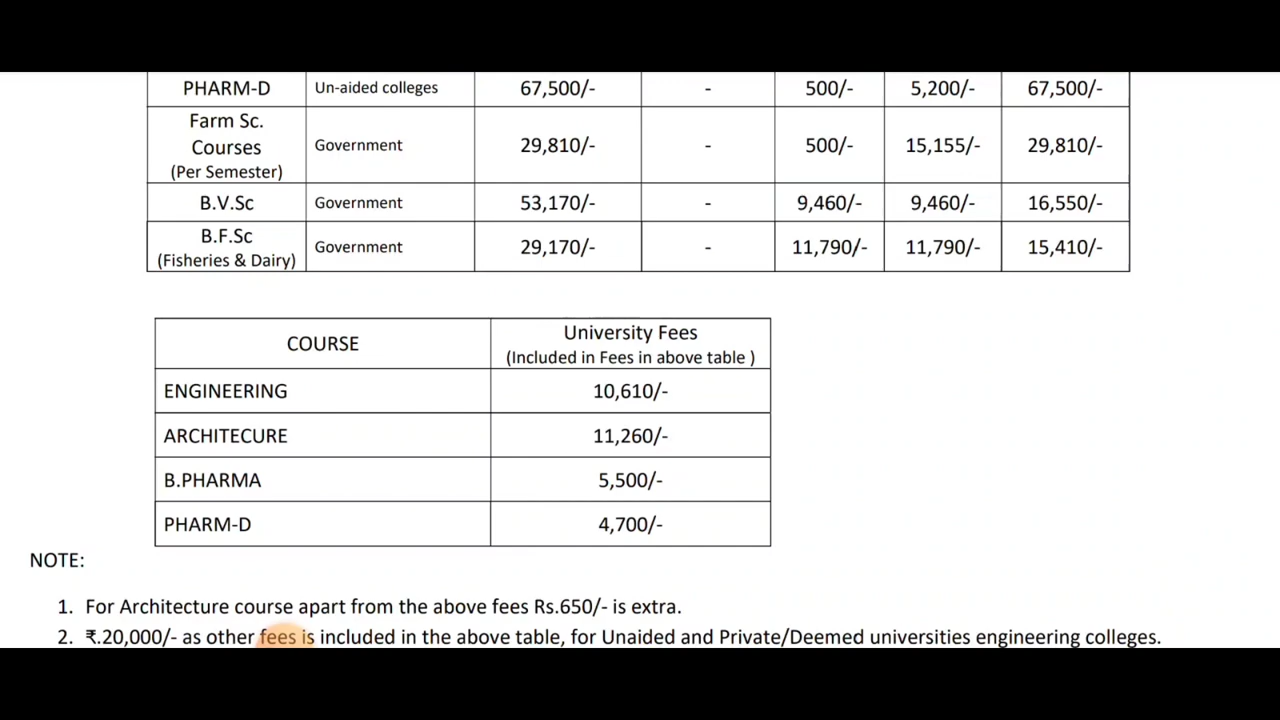 PHARM-D Un-aided colleges 67,500/- - 500/- 5,200/- 67,500/-
Farm Sc.
Courses
(Per Semester) Government 29,810/- - 500/- 15,155/- 29,810/-
B.V.Sc Government 53,170/- - 9,460/- 9,460/- 16,550/-
B.F.Sc
(Fisheries & Dairy) Government 29,170/- - 11,790/- 11,790/- 15,410/-
COURSE University Fees
(Included in Fees in above table )
ENGINEERING 10,610/-
ARCHITECURE 11,260/-
B.PHARMA 5,500/-
PHARM-D 4,700/-
NOTE:
1. For Architecture course apart from the above fees Rs.650/- is extra.
2. ₹.20,000/- as other fees is included in the above table, for Unaided and Private/Deemed universities engineering colleges.